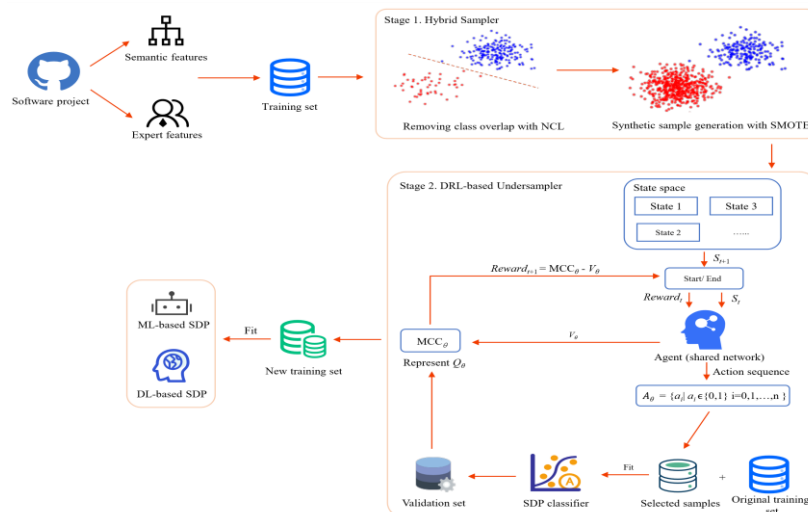 Software project
Semantic features
Expert features
Training set
Stage 1. Hybrid Sampler
Removing class overlap with NCL
Synthetic sample generation with SMOTE
Stage 2. DRL-based Undersampler
State space
State 1
State 3
State 2
......
S_{t+1}
Start/ End
Reward_t
S_t
Reward_{t+1} = MCC_θ - V_θ
V_θ
Agent (shared network)
Action sequence
A_θ = {a_i| a_i ϵ{0,1} i=0,1,…,n }
MCC_θ
Represent Q_θ
Validation set
SDP classifier
A
Fit
Selected samples
+
Original training
set
New training set
Fit
ML-based SDP
DL-based SDP